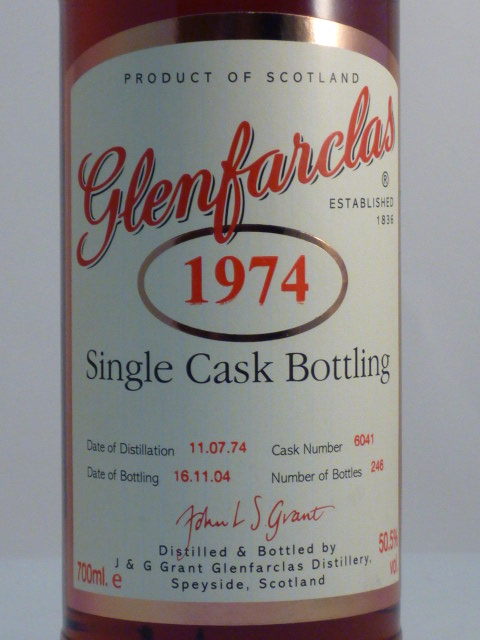 PRODUCT OF SCOTLAND
Glenfarclas®
ESTABLISHED
1836
1974
Single Cask Bottling
Date of Distillation 11.07.74 Cask Number 6041
Date of Bottling 16.11.04 Number of Bottles 246
John L S Grant
Distilled & Bottled by
J & G Grant Glenfarclas Distillery,
Speyside, Scotland
700ml. e
50.5%
VOL